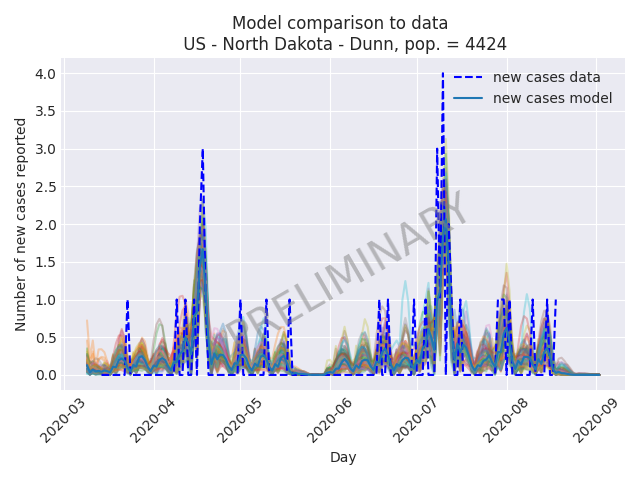 Model comparison to data
US - North Dakota - Dunn, pop. = 4424
new cases data
new cases model
PRELIMINARY
Number of new cases reported
4.0
3.5
3.0
2.5
2.0
1.5
1.0
0.5
0.0
2020-03
2020-04
2020-05
2020-06
2020-07
2020-08
2020-09
Day